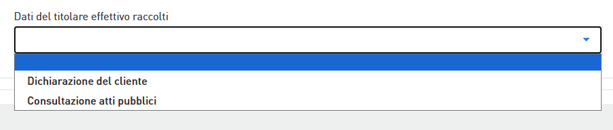 Dati del titolare effettivo raccolti
Dichiarazione del cliente
Consultazione atti pubblici